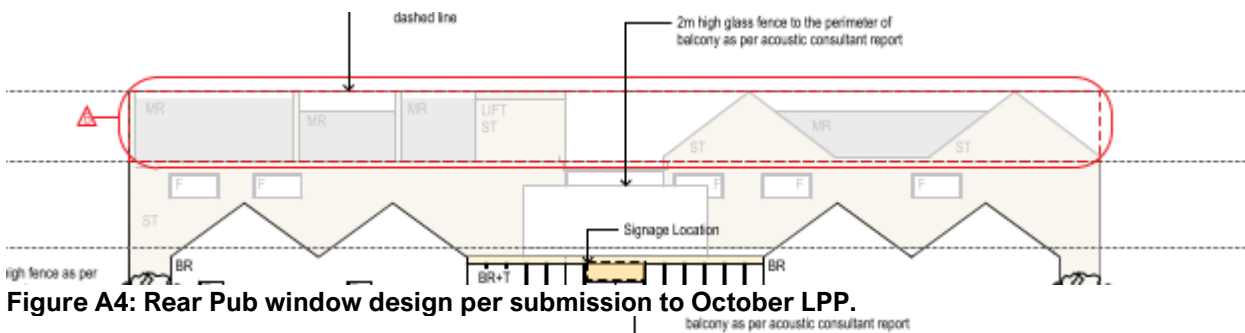 dashed line
2m high glass fence to the perimeter of
balcony as per acoustic consultant report
MR
MR
MR
LIFT
ST
MR
ST
ST
F
F
F
F
F
ST
Signage Location
igh fence as per
BR
BR+T
BR
Figure A4: Rear Pub window design per submission to October LPP.
balcony as per acoustic consultant report